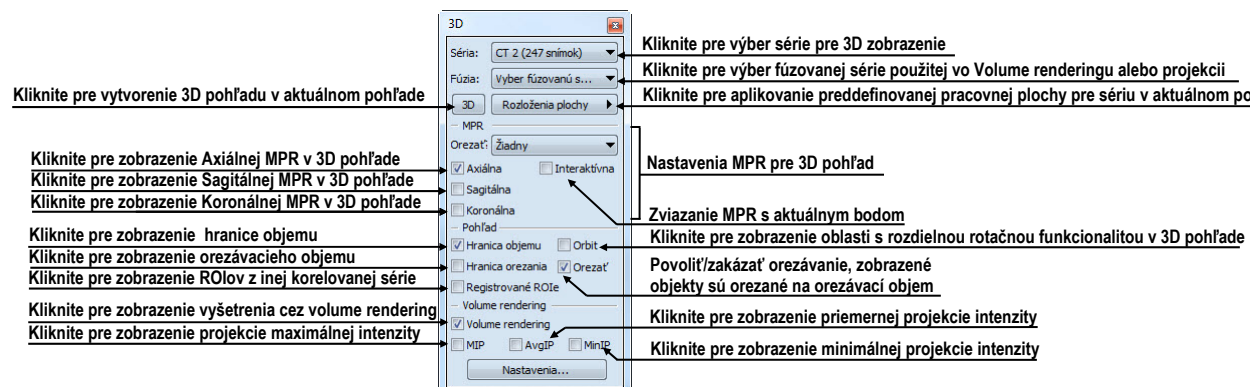 3D
Séria: CT 2 (247 snímok)
Kliknite pre výber série pre 3D zobrazenie
Fúzia: Vyber fúzovanú s...
Kliknite pre výber fúzovanej série použitej vo Volume renderingu alebo projekcii
Kliknite pre vytvorenie 3D pohľadu v aktuálnom pohľade
3D Rozloženia plochy
Kliknite pre aplikovanie preddefinovanej pracovnej plochy pre sériu v aktuálnom po
MPR
Orezať: Žiadny
Nastavenia MPR pre 3D pohľad
Kliknite pre zobrazenie Axiálnej MPR v 3D pohľade
Axiálna Interaktívna
Kliknite pre zobrazenie Sagitálnej MPR v 3D pohľade
Sagitálna
Kliknite pre zobrazenie Koronálnej MPR v 3D pohľade
Koronálna
Zviazanie MPR s aktuálnym bodom
Pohľad
Kliknite pre zobrazenie hranice objemu
Hranica objemu Orbit
Kliknite pre zobrazenie oblasti s rozdielnou rotačnou funkcionalitou v 3D pohľade
Kliknite pre zobrazenie orezávacieho objemu
Hranica orezania Orezať
Povoliť/zakázať orezávanie, zobrazené
objekty sú orezané na orezávací objem
Kliknite pre zobrazenie ROIov z inej korelovanej série
Registrované ROIe
Volume rendering
Kliknite pre zobrazenie vyšetrenia cez volume rendering
Volume rendering
Kliknite pre zobrazenie priemernej projekcie intenzity
Kliknite pre zobrazenie projekcie maximálnej intenzity
MIP AvgIP MinIP
Kliknite pre zobrazenie minimálnej projekcie intenzity
Nastavenia...